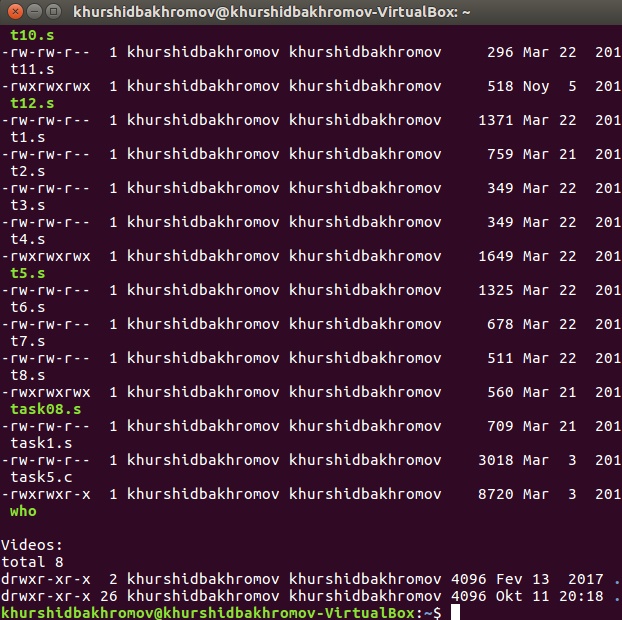 khurshidbakhromov@khurshidbakhromov-VirtualBox: ~
t10.s
-rw-rw-r-- 1 khurshidbakhromov khurshidbakhromov 296 Mar 22 201
t11.s
-rwxrwxrwx 1 khurshidbakhromov khurshidbakhromov 518 Noy 5 201
t12.s
-rw-rw-r-- 1 khurshidbakhromov khurshidbakhromov 1371 Mar 22 201
t1.s
-rw-rw-r-- 1 khurshidbakhromov khurshidbakhromov 759 Mar 21 201
t2.s
-rw-rw-r-- 1 khurshidbakhromov khurshidbakhromov 349 Mar 22 201
t3.s
-rw-rw-r-- 1 khurshidbakhromov khurshidbakhromov 349 Mar 22 201
t4.s
-rwxrwxrwx 1 khurshidbakhromov khurshidbakhromov 1649 Mar 22 201
t5.s
-rw-rw-r-- 1 khurshidbakhromov khurshidbakhromov 1325 Mar 22 201
t6.s
-rw-rw-r-- 1 khurshidbakhromov khurshidbakhromov 678 Mar 22 201
t7.s
-rw-rw-r-- 1 khurshidbakhromov khurshidbakhromov 511 Mar 22 201
t8.s
-rwxrwxrwx 1 khurshidbakhromov khurshidbakhromov 560 Mar 21 201
task08.s
-rw-rw-r-- 1 khurshidbakhromov khurshidbakhromov 709 Mar 21 201
task1.s
-rw-rw-r-- 1 khurshidbakhromov khurshidbakhromov 3018 Mar 3 201
task5.c
-rwxrwxr-x 1 khurshidbakhromov khurshidbakhromov 8720 Mar 3 201
who
Videos:
total 8
drwxr-xr-x 2 khurshidbakhromov khurshidbakhromov 4096 Fev 13 2017 .
drwxr-xr-x 26 khurshidbakhromov khurshidbakhromov 4096 Okt 11 20:18 .
khurshidbakhromov@khurshidbakhromov-VirtualBox:~$